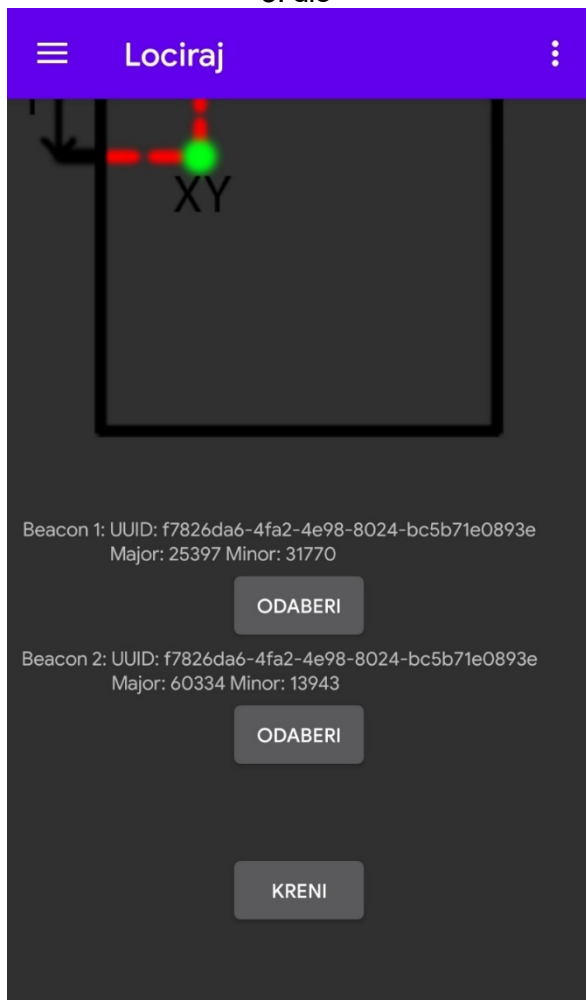 Lociraj
XY
Beacon 1: UUID: f7826da6-4fa2-4e98-8024-bc5b71e0893e
Major: 25397 Minor: 31770
ODABERI
Beacon 2: UUID: f7826da6-4fa2-4e98-8024-bc5b71e0893e
Major: 60334 Minor: 13943
ODABERI
KRENI